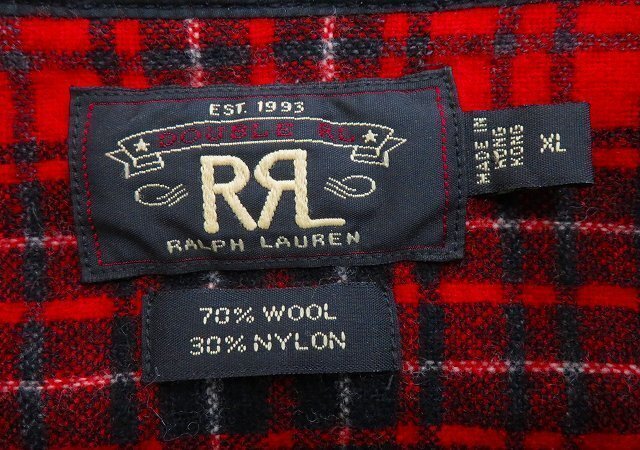 EST. 1993
DOUBLE RL
RRL
RALPH LAUREN
MADE IN
HONG
KONG
XL
70% WOOL
30% NYLON